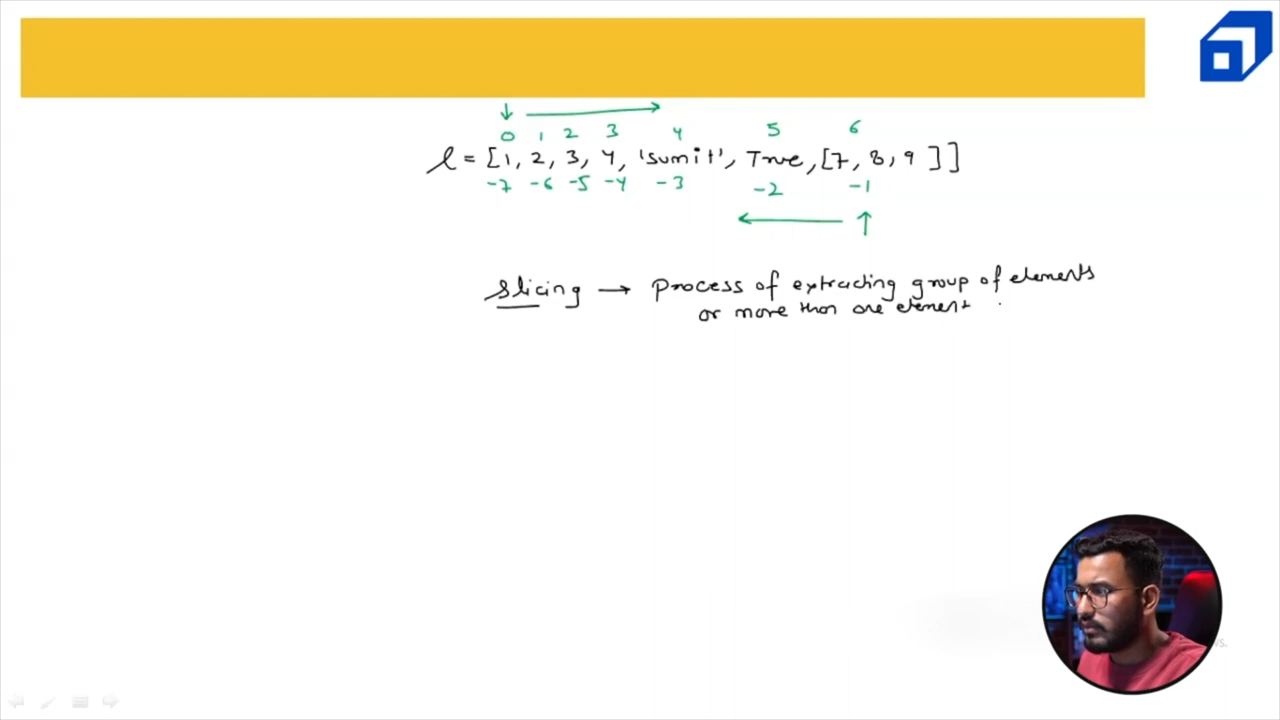 0 1 2 3 4 5 6
l = [1, 2, 3, 4, 'sumit', True, [7, 8, 9 ] ]
-7 -6 -5 -4 -3 -2 -1
Slicing → Process of extracting group of elements
or more than one element .